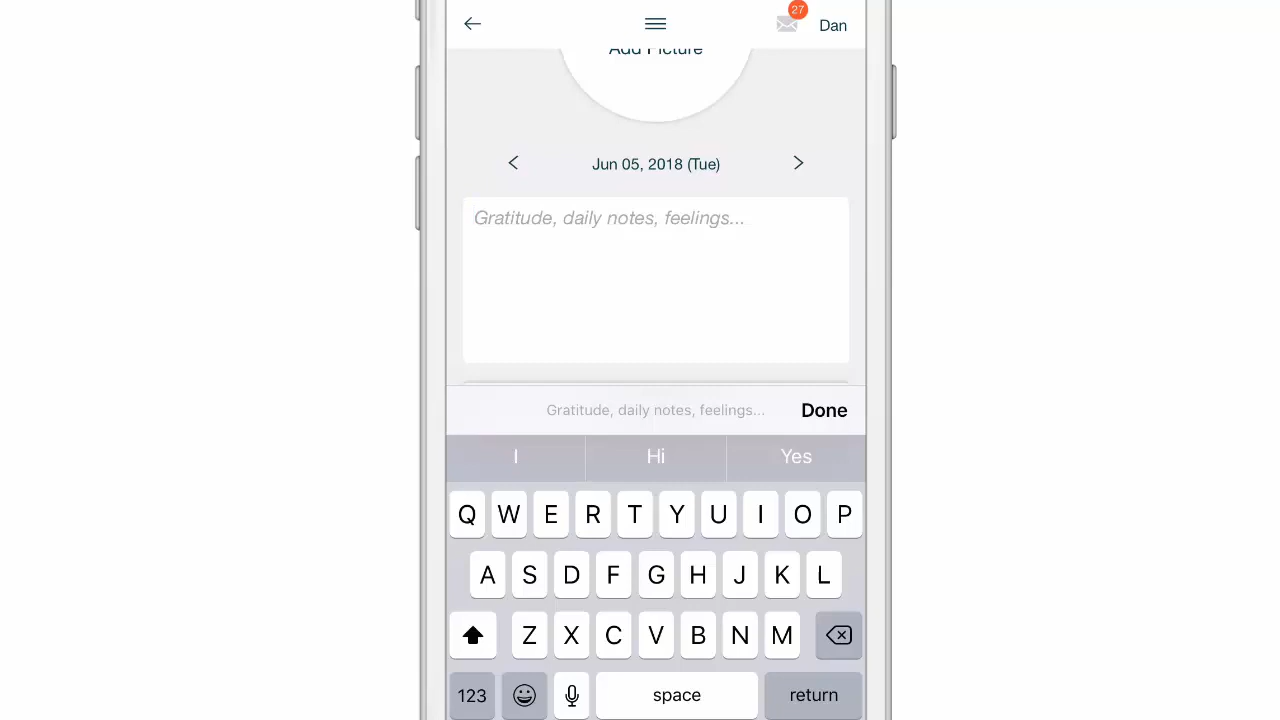 27
Dan
Add Picture
Jun 05, 2018 (Tue)
Gratitude, daily notes, feelings...
Gratitude, daily notes, feelings... Done
I Hi Yes
Q W E R T Y U I O P
A S D F G H J K L
Z X C V B N M
123 space return